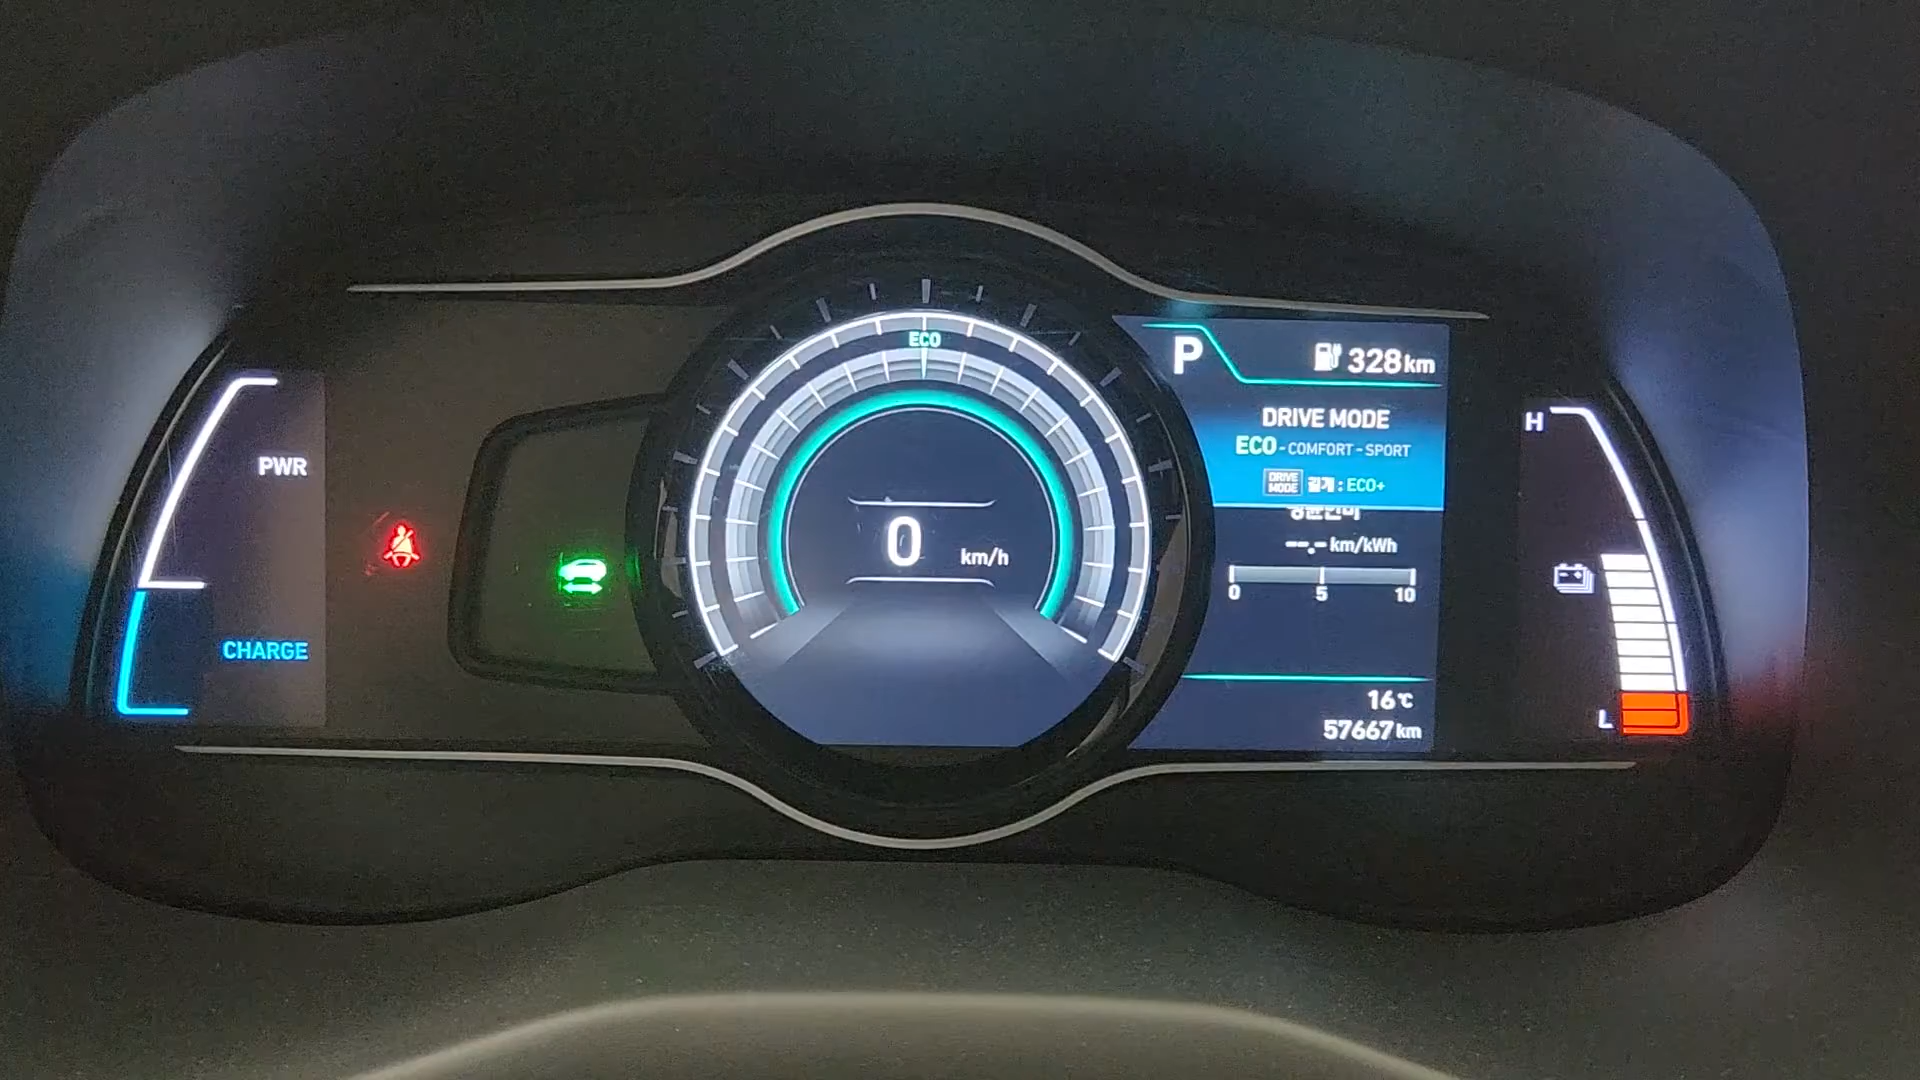 PWR
CHARGE
ECO
0 km/h
P
328km
DRIVE MODE
ECO-COMFORT-SPORT
DRIVE MODE 길게 : ECO+
--.- km/kWh
0 5 10
16℃
57667km
H
L